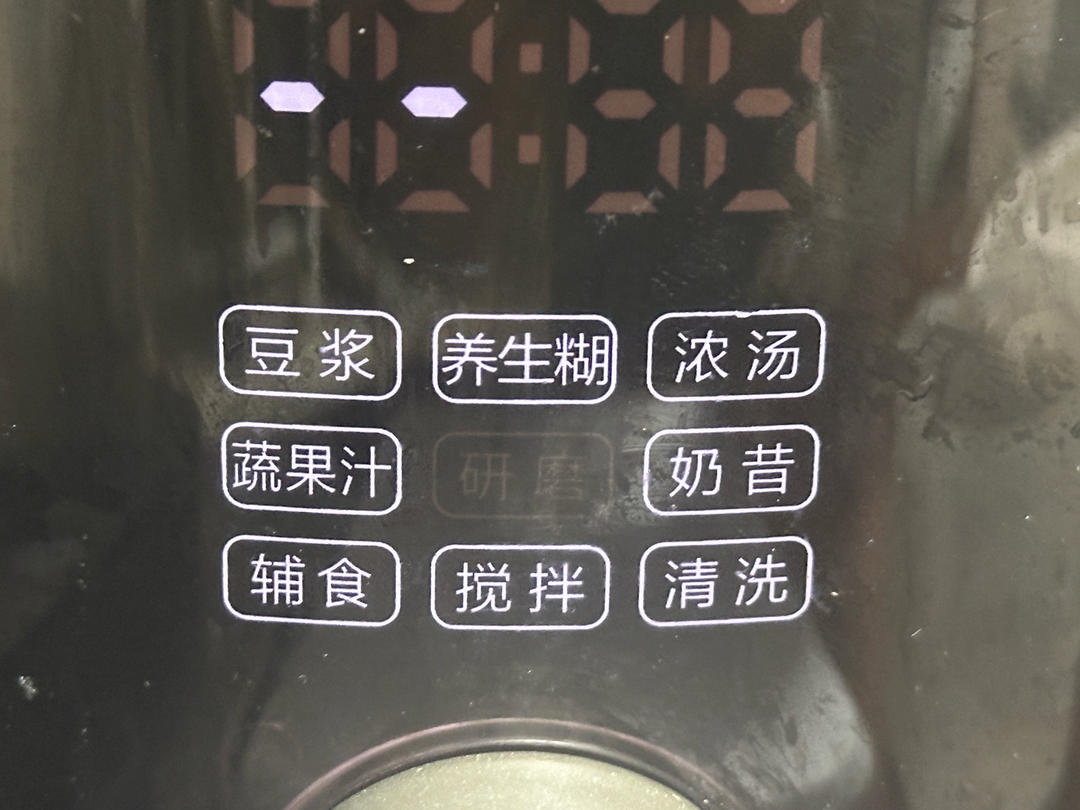 豆浆 养生糊 浓汤
蔬果汁 研磨 奶昔
辅食 搅拌 清洗